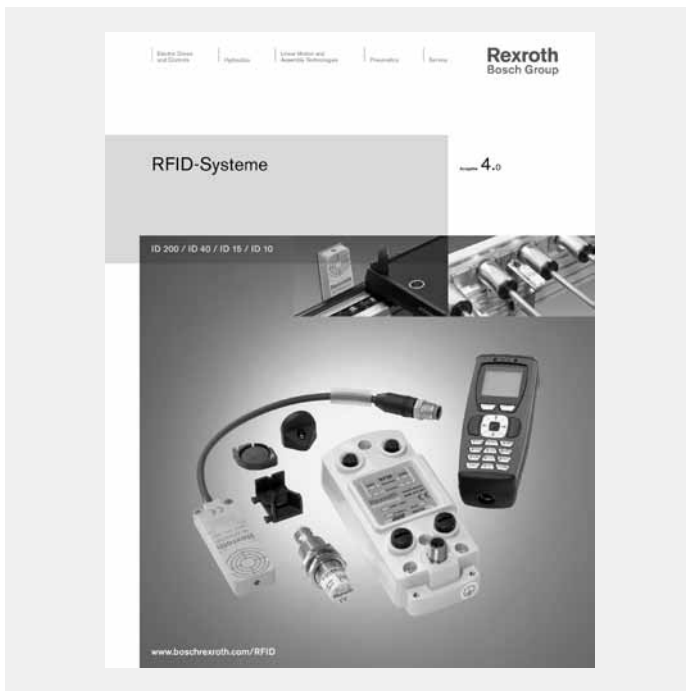 Electric Drives
and Controls
Hydraulics
Linear Motion and
Assembly Technologies
Pneumatics
Service
Rexroth
Bosch Group
RFID-Systeme
Ausgabe 4.0
ID 200 / ID 40 / ID 15 / ID 10
www.boschrexroth.com/RFID